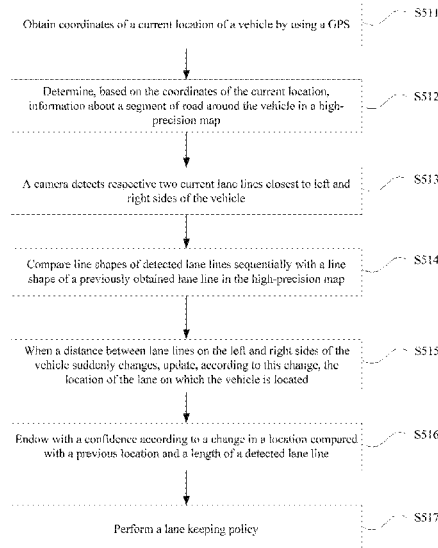 Obtain coordinates of a current location of a vehicle by using a GPS
S511
Determine, based on the coordinates of the current location,
information about a segment of road around the vehicle in a high-
precision map
S512
A camera detects respective two current lane lines closest to left and
right sides of the vehicle
S513
Compare line shapes of detected lane lines sequentially with a line
shape of a previously obtained lane line in the high-precision map
S514
When a distance between lane lines on the left and right sides of the
vehicle suddenly changes, update, according to this change, the
location of the lane on which the vehicle is located
S515
Endow with a confidence according to a change in a location compared
with a previous location and a length of a detected lane line
S516
Perform a lane keeping policy
S517